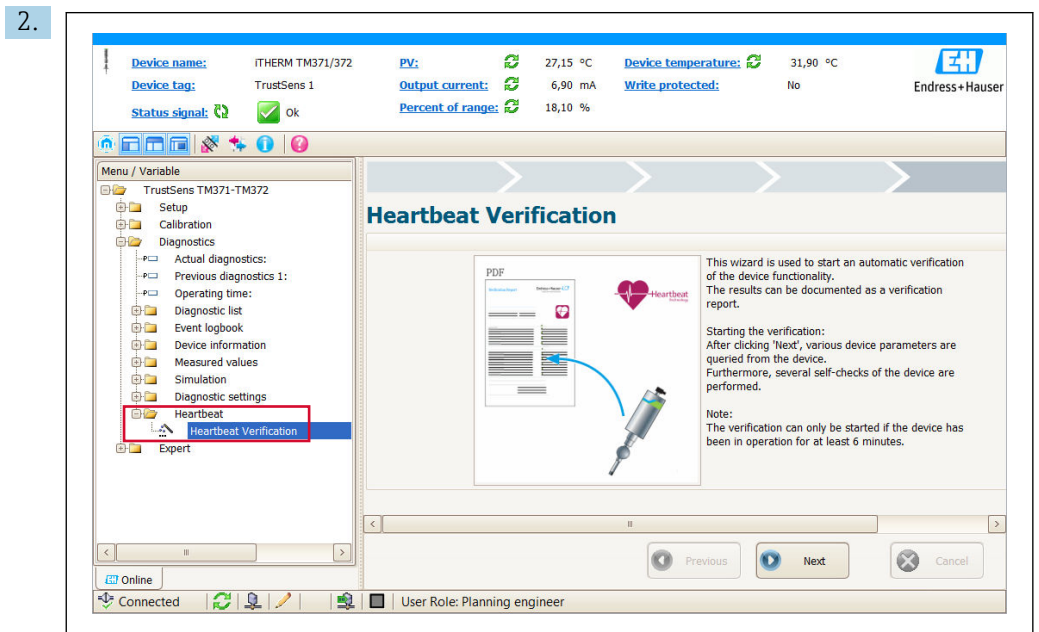 2.
Device name: iTHERM TM371/372 PV: 27,15 °C Device temperature: 31,90 °C
Device tag: TrustSens 1 Output current: 6,90 mA Write protected: No
Status signal: Ok Percent of range: 18,10 %
EH
Endress+Hauser
Menu / Variable
TrustSens TM371-TM372
Setup
Calibration
Diagnostics
Actual diagnostics:
Previous diagnostics 1:
Operating time:
Diagnostic list
Event logbook
Device information
Measured values
Simulation
Diagnostic settings
Heartbeat
Heartbeat Verification
Expert
Online
Heartbeat Verification
PDF
Endress+Hauser
Heartbeat
Technology
This wizard is used to start an automatic verification
of the device functionality.
The results can be documented as a verification
report.
Starting the verification:
After clicking 'Next', various device parameters are
queried from the device.
Furthermore, several self-checks of the device are
performed.
Note:
The verification can only be started if the device has
been in operation for at least 6 minutes.
Previous Next Cancel
Connected User Role: Planning engineer